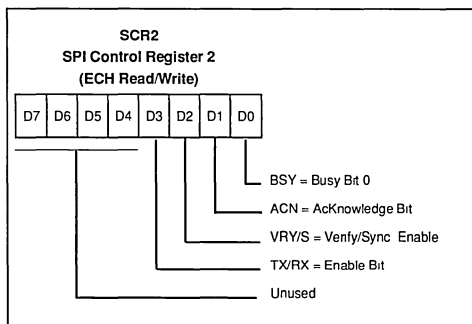 SCR2
SPI Control Register 2
(ECH Read/Write)
D7 D6 D5 D4 D3 D2 D1 D0
BSY = Busy Bit 0
ACN = AcKnowledge Bit
VRY/S = Verify/Sync Enable
TX/RX = Enable Bit
Unused